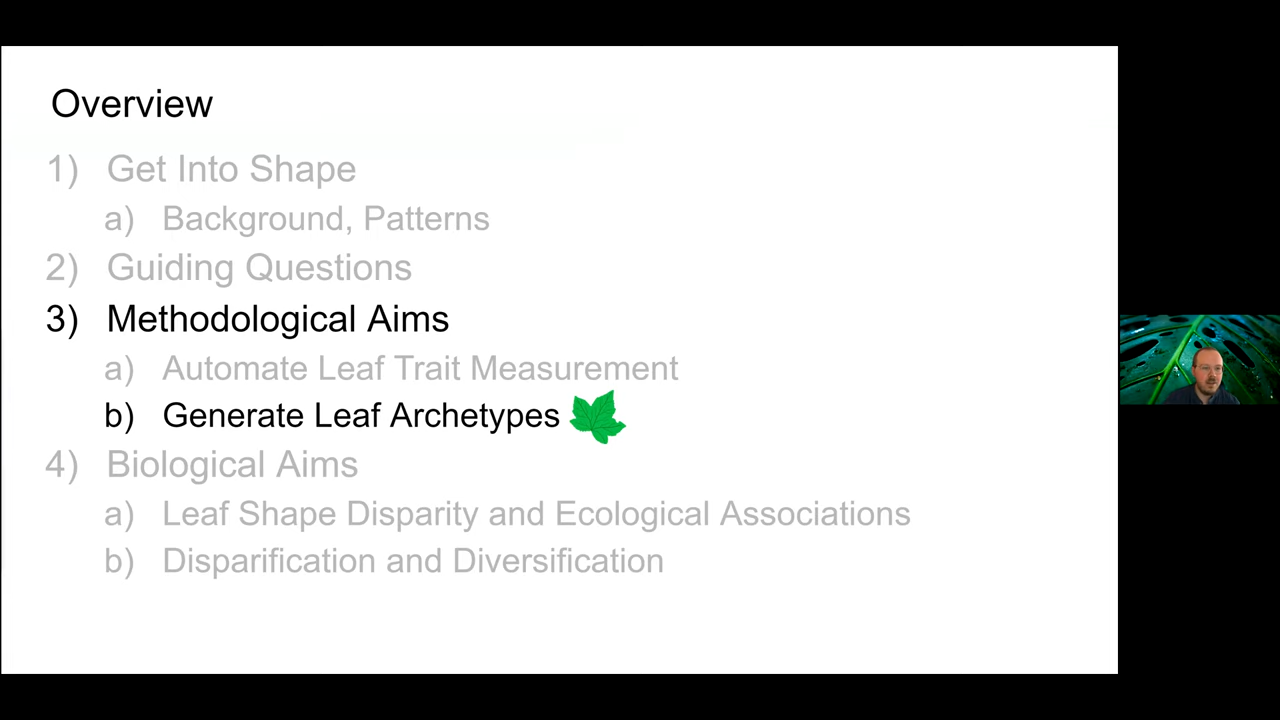 Overview
1) Get Into Shape
a) Background, Patterns
2) Guiding Questions
3) Methodological Aims
a) Automate Leaf Trait Measurement
b) Generate Leaf Archetypes
4) Biological Aims
a) Leaf Shape Disparity and Ecological Associations
b) Disparification and Diversification